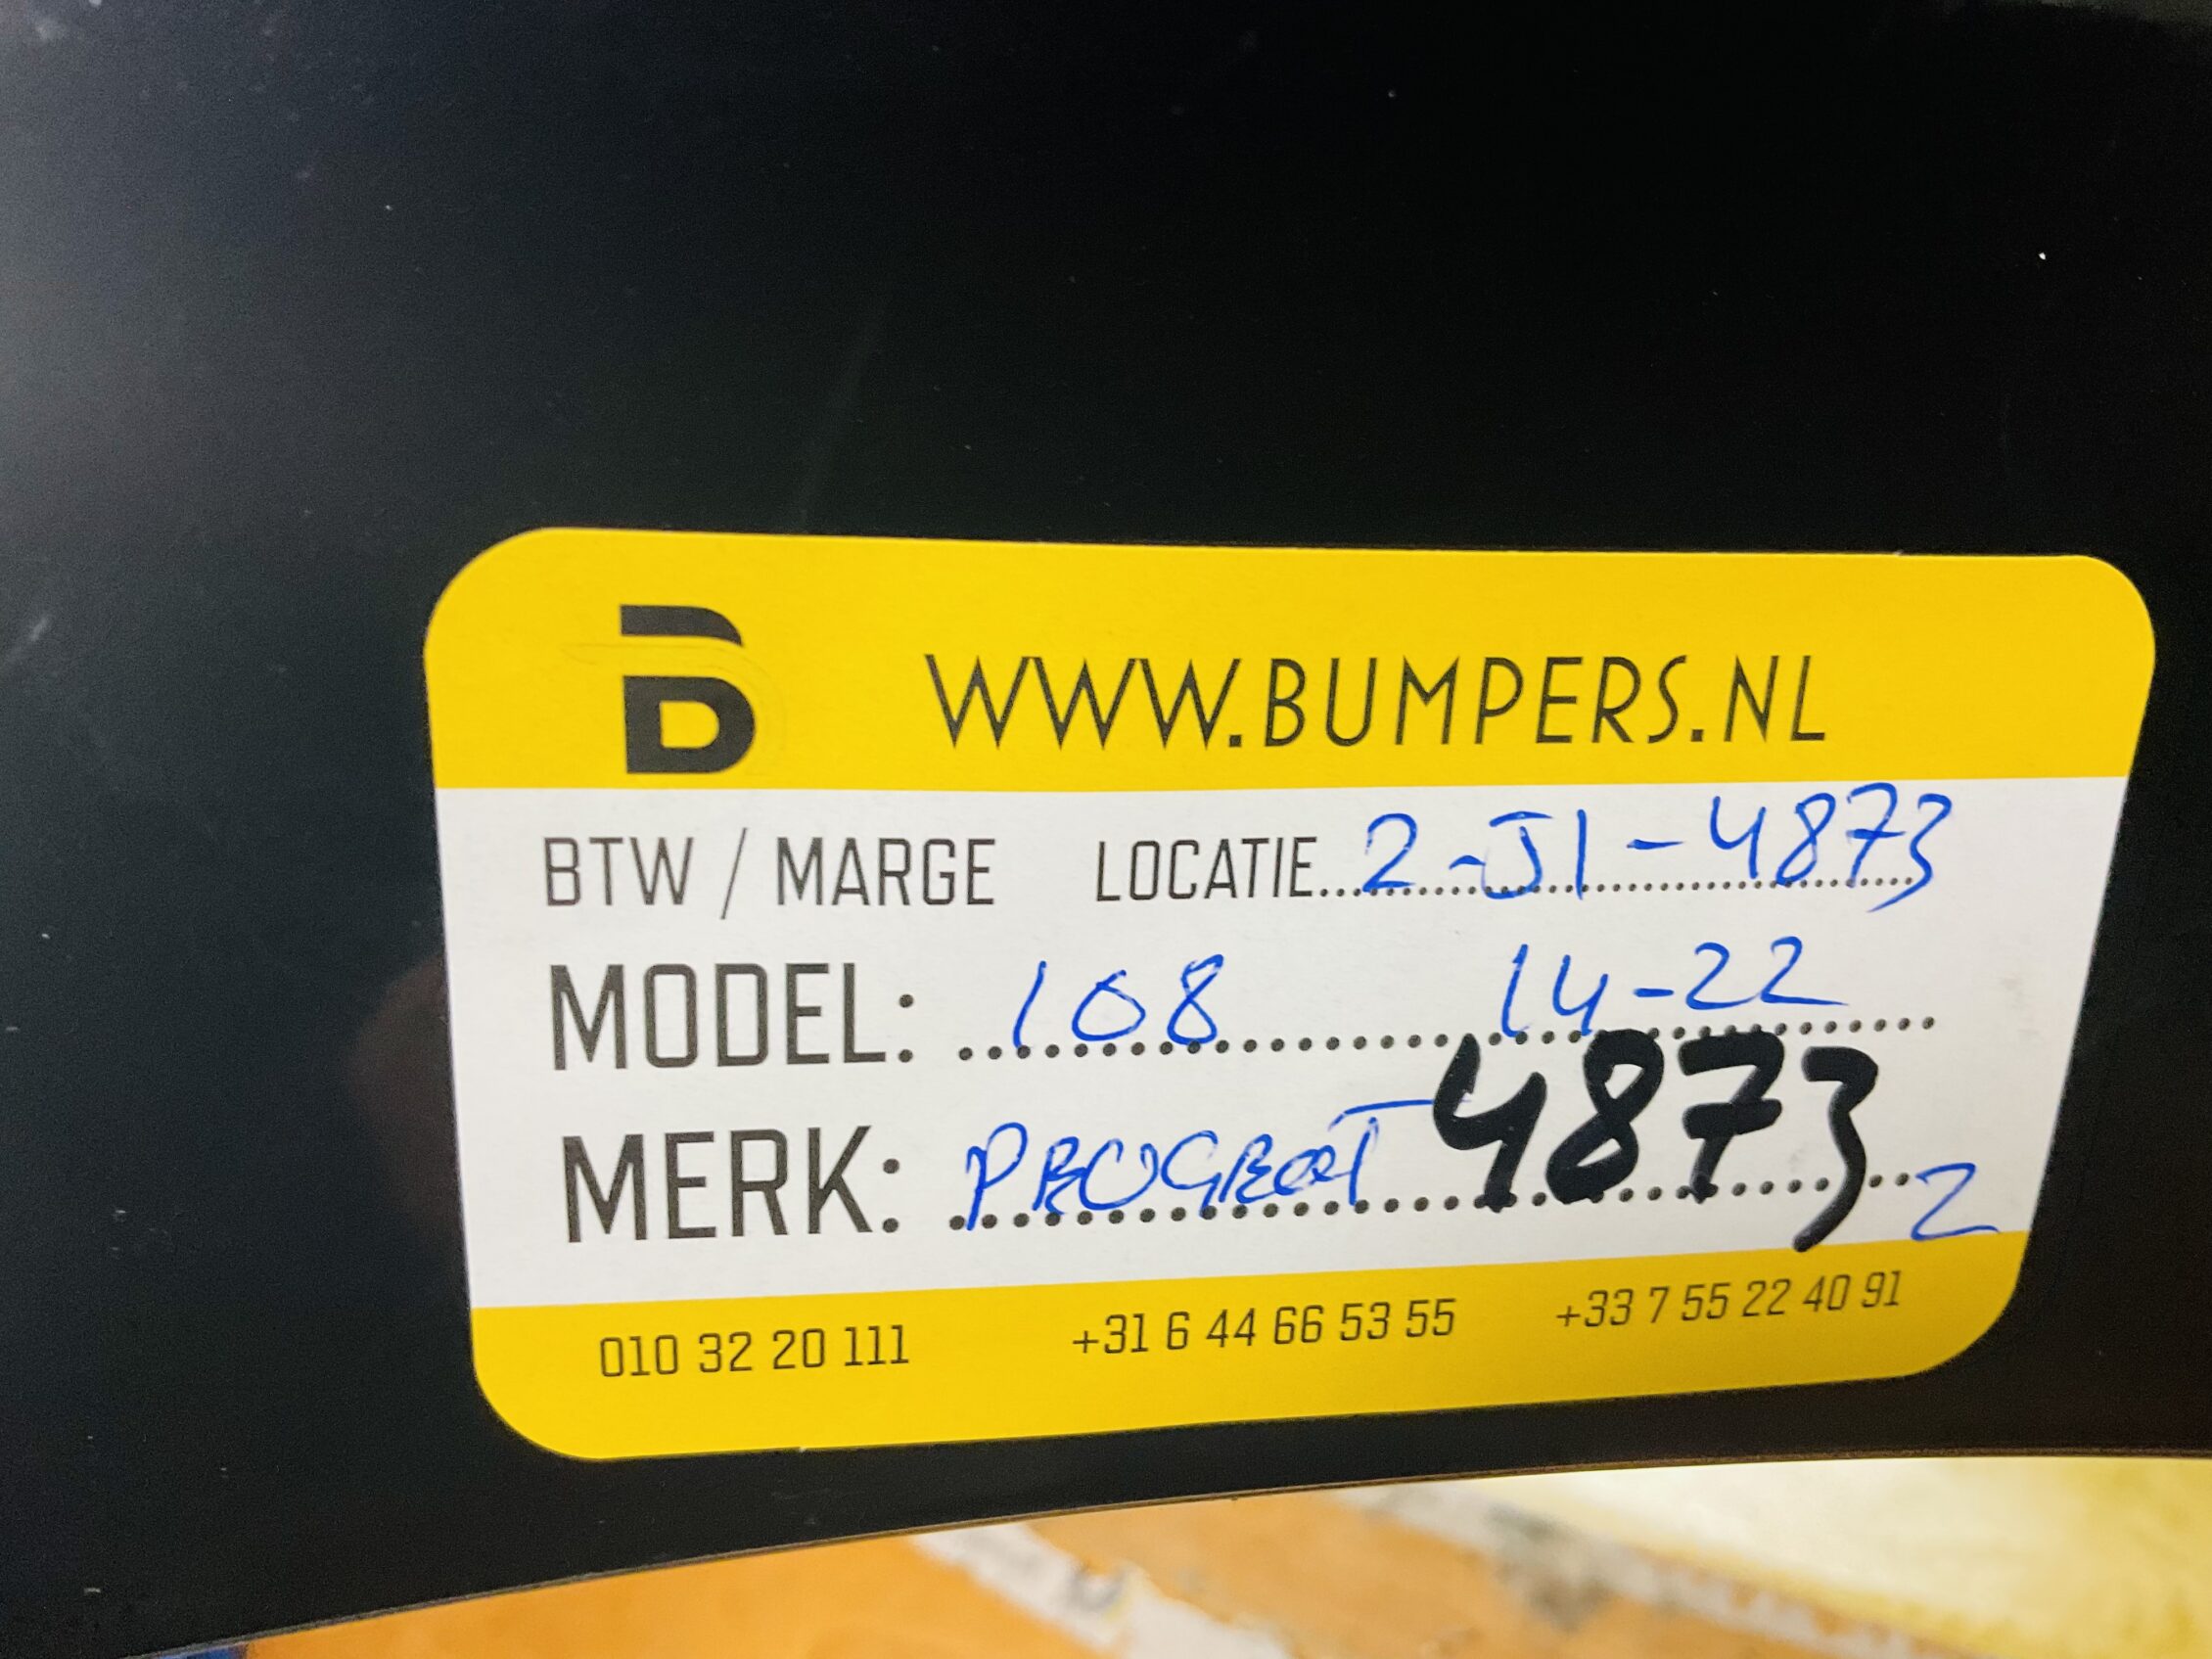 B WWW.BUMPERS.NL
BTW / MARGE LOCATIE...2-J1-4873
MODEL: 108 14-22
MERK: PEUGEOT 4873 2
010 32 20 111 +31 6 44 66 53 55 +33 7 55 22 40 91